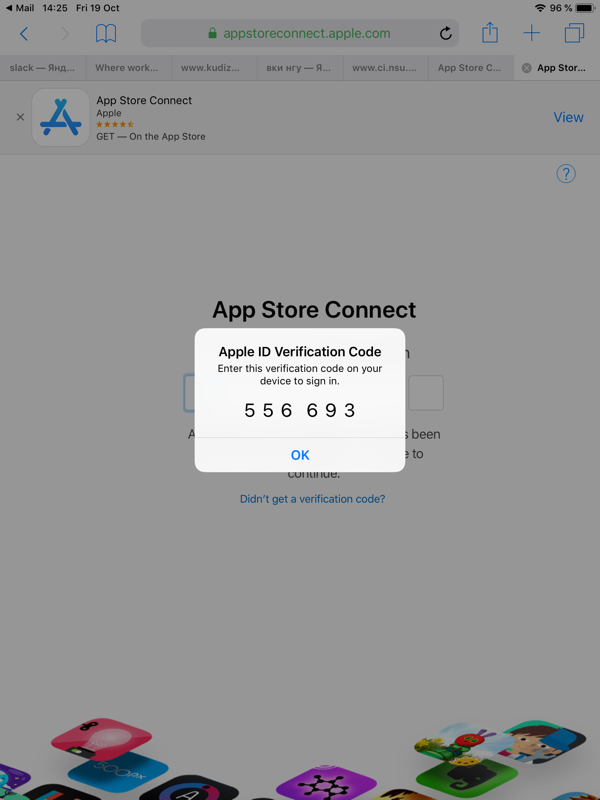 Mail 14:25 Fri 19 Oct 96 %
appstoreconnect.apple.com
slack — Янд...
Where work...
www.kudiz...
вки нгу — Я...
www.ci.nsu....
App Store C...
App Stor...
App Store Connect
Apple
GET — On the App Store
View
?
App Store Connect
Apple ID Verification Code
Enter this verification code on your
device to sign in.
556 693
OK
s been
e to
continue.
Didn't get a verification code?
500px